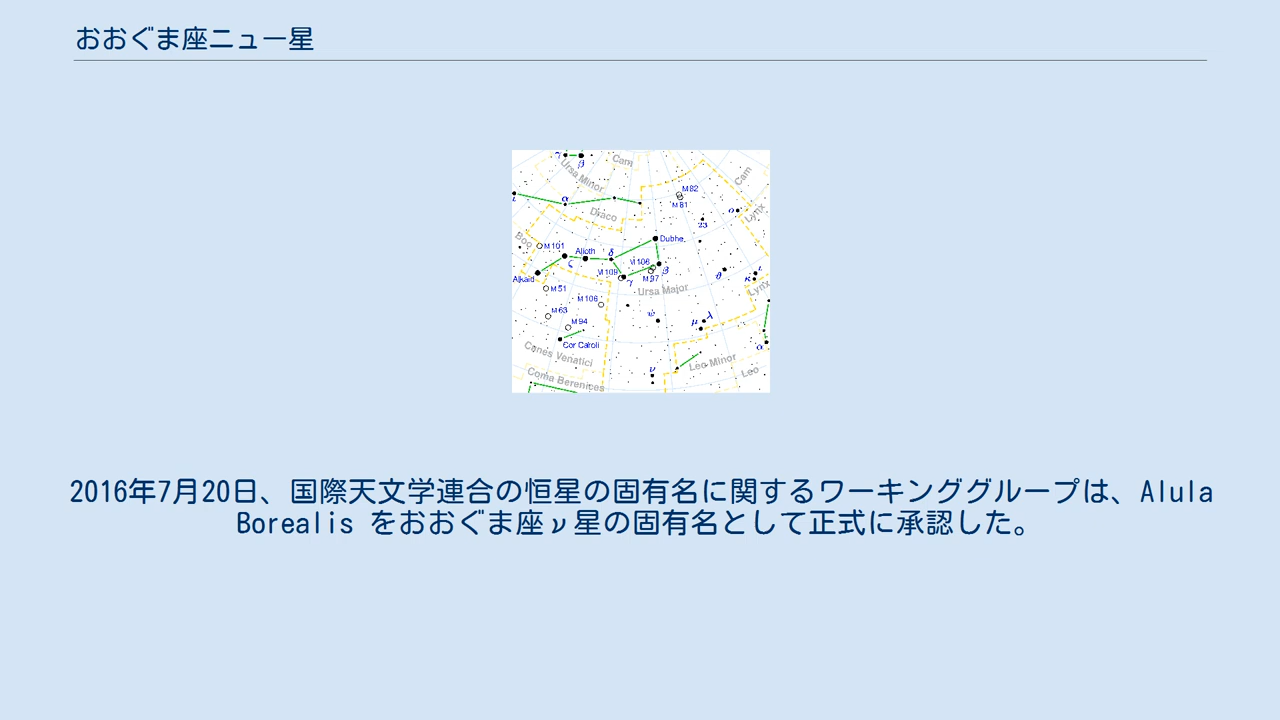 おおぐま座ニュー星
γ
β
Cam
Ursa Minor
Cam
M82
M81
ι
α
Draco
ο
Lynx
23
Boo
M101
Alioth
δ
Dubhe
ζ
M106
Alkaid
M109
γ
M97
β
θ
ι
κ
Lynx
M51
Ursa Major
M106
M63
ψ
M94
μ
λ
Cor Caroli
α
Canes Venatici
Leo Minor
Leo
ν
Coma Berenices
2016年7月20日、国際天文学連合の恒星の固有名に関するワーキンググループは、Alula
Borealis をおおぐま座ν星の固有名として正式に承認した。